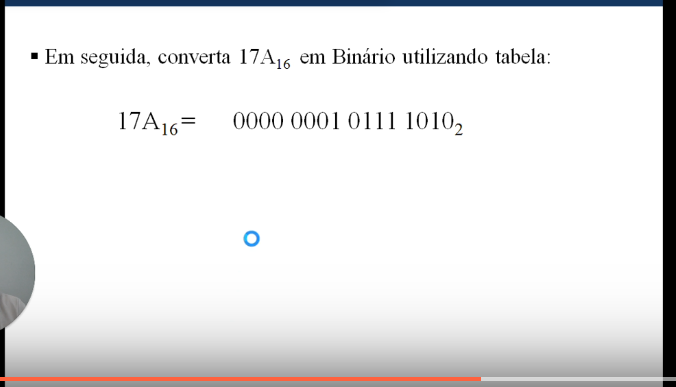 ▪ Em seguida, converta 17A₁₆ em Binário utilizando tabela:
17A₁₆= 0000 0001 0111 1010₂